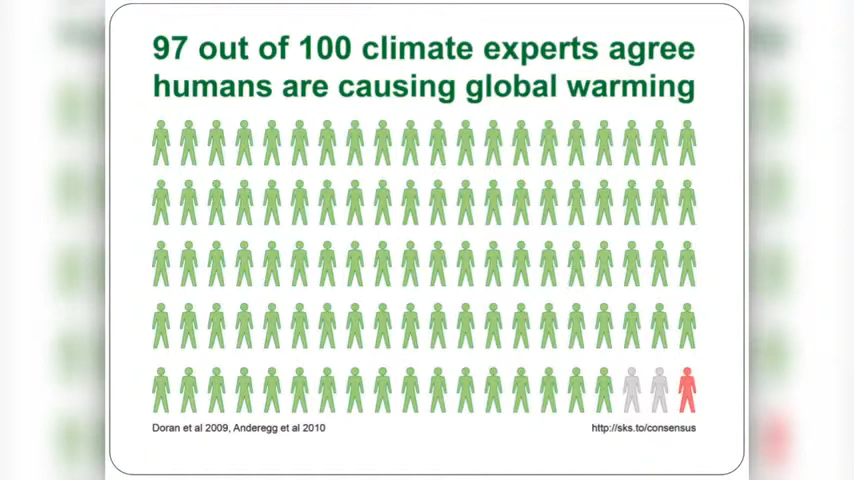 97 out of 100 climate experts agree
humans are causing global warming
Doran et al 2009, Anderegg et al 2010
http://sks.to/consensus